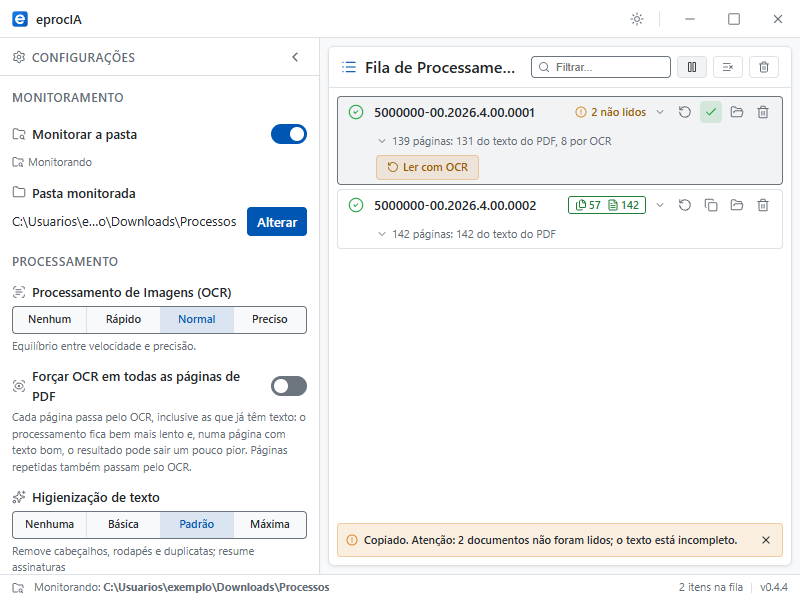 eprocIA
CONFIGURAÇÕES
MONITORAMENTO
Monitorar a pasta
Monitorando
Pasta monitorada
C:\Usuarios\e...o\Downloads\Processos
Alterar
PROCESSAMENTO
Processamento de Imagens (OCR)
Nenhum Rápido Normal Preciso
Equilíbrio entre velocidade e precisão.
Forçar OCR em todas as páginas de
PDF
Cada página passa pelo OCR, inclusive as que já têm texto: o
processamento fica bem mais lento e, numa página com
texto bom, o resultado pode sair um pouco pior. Páginas
repetidas também passam pelo OCR.
Higienização de texto
Nenhuma Básica Padrão Máxima
Remove cabeçalhos, rodapés e duplicatas; resume
assinaturas
Fila de Processame...
Filtrar...
5000000-00.2026.4.00.0001
2 não lidos
139 páginas: 131 do texto do PDF, 8 por OCR
Ler com OCR
5000000-00.2026.4.00.0002
57 142
142 páginas: 142 do texto do PDF
Copiado. Atenção: 2 documentos não foram lidos; o texto está incompleto.
Monitorando: C:\Usuarios\exemplo\Downloads\Processos
2 itens na fila
v0.4.4